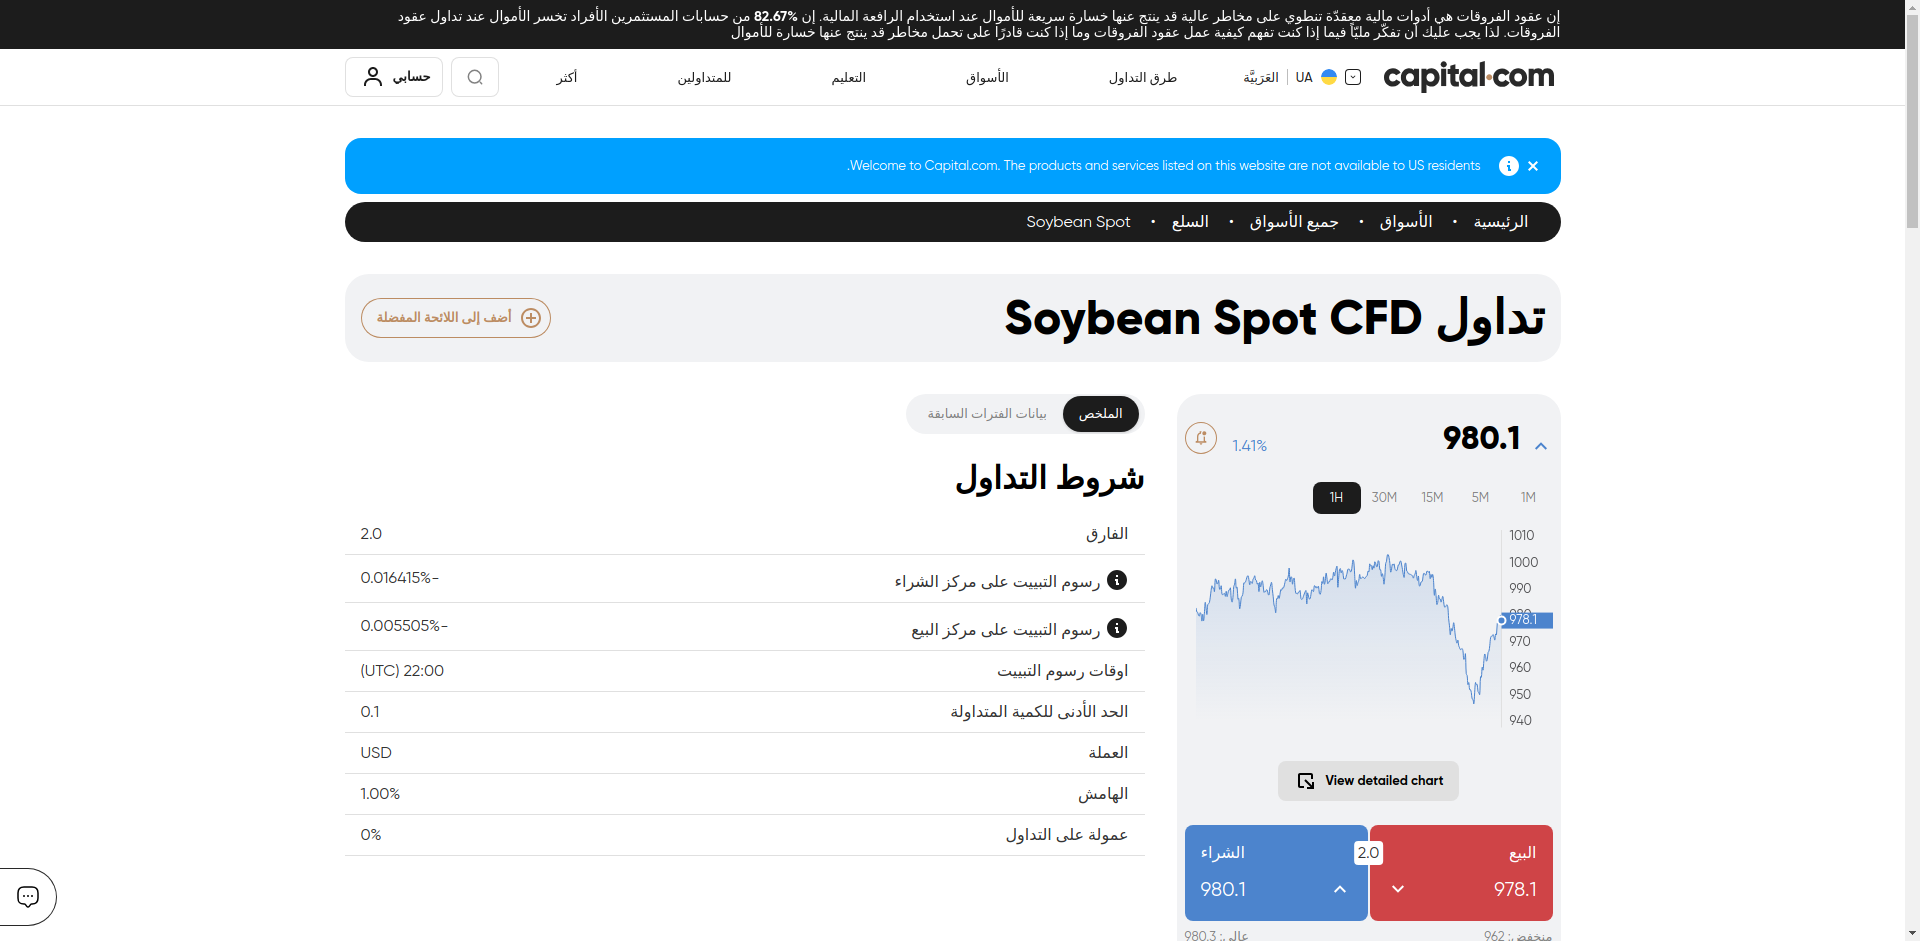 إن عقود الفروقات هي أدوات مالية معقدّة تنطوي على مخاطر عالية قد ينتج عنها خسارة سريعة للأموال عند استخدام الرافعة المالية. إن 82.67% من حسابات المستثمرين الأفراد تخسر الأموال عند تداول عقود
الفروقات. لذا يجب عليك أن تفكّر مليّاً فيما إذا كنت تفهم كيفية عمل عقود الفروقات وما إذا كنت قادرًا على تحمل مخاطر قد ينتج عنها خسارة للأموال
capital.com
UA العَرَبِيَّة
طرق التداول
الأسواق
التعليم
للمتداولين
أكثر
حسابي
Welcome to Capital.com. The products and services listed on this website are not available to US residents.
الرئيسية • الأسواق • جميع الأسواق • السلع • Soybean Spot
تداول Soybean Spot CFD
أضف إلى اللائحة المفضلة
980.1
1.41%
1M 5M 15M 30M 1H
1010
1000
990
980
978.1
970
960
950
940
View detailed chart
البيع
978.1
2.0
الشراء
980.1
منخفض: 962
عالي: 980.3
الملخص
بيانات الفترات السابقة
شروط التداول
الفارق 2.0
رسوم التبييت على مركز الشراء -0.016415%
رسوم التبييت على مركز البيع -0.005505%
اوقات رسوم التبييت 22:00 (UTC)
الحد الأدنى للكمية المتداولة 0.1
العملة USD
الهامش 1.00%
عمولة على التداول 0%